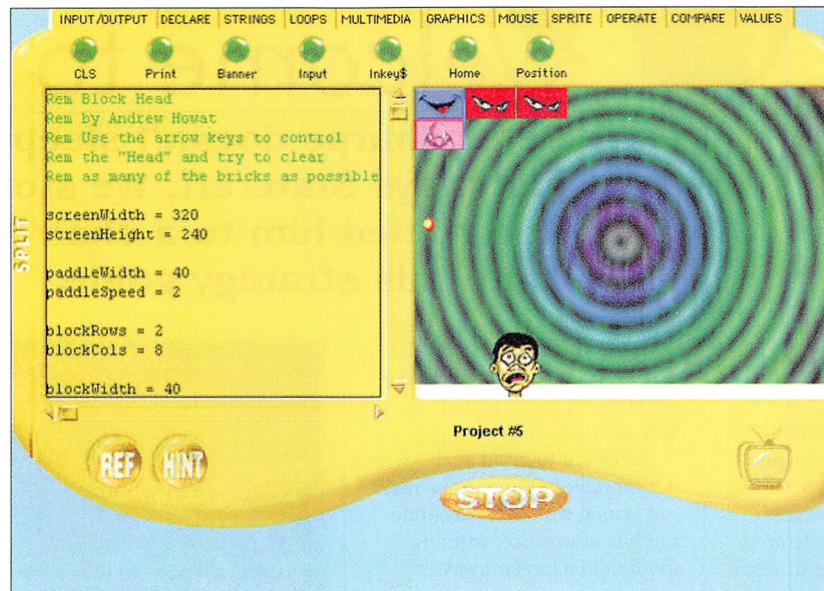 INPUT/OUTPUT DECLARE STRINGS LOOPS MULTIMEDIA GRAPHICS MOUSE SPRITE OPERATE COMPARE VALUES
CLS Print Banner Input Inkey$ Home Position
Rem Block Head
Rem by Andrew Howat
Rem Use the arrow keys to control
Rem the "Head" and try to clear
Rem as many of the bricks as possible
screenWidth = 320
screenHeight = 240
paddleWidth = 40
paddleSpeed = 2
blockRows = 2
blockCols = 8
blockWidth = 40
SPLIT
Project #5
REF HINT
STOP